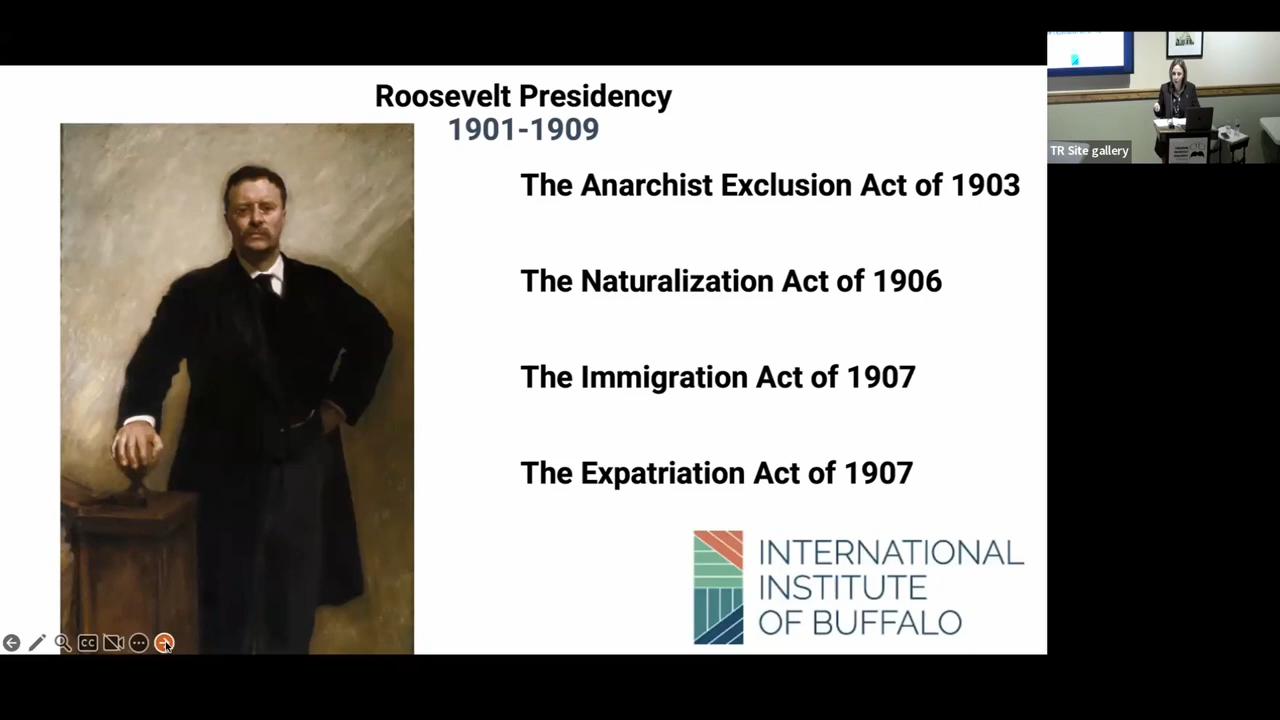 Roosevelt Presidency
1901-1909
The Anarchist Exclusion Act of 1903
The Naturalization Act of 1906
The Immigration Act of 1907
The Expatriation Act of 1907
INTERNATIONAL
INSTITUTE
OF BUFFALO
CC
TR Site gallery